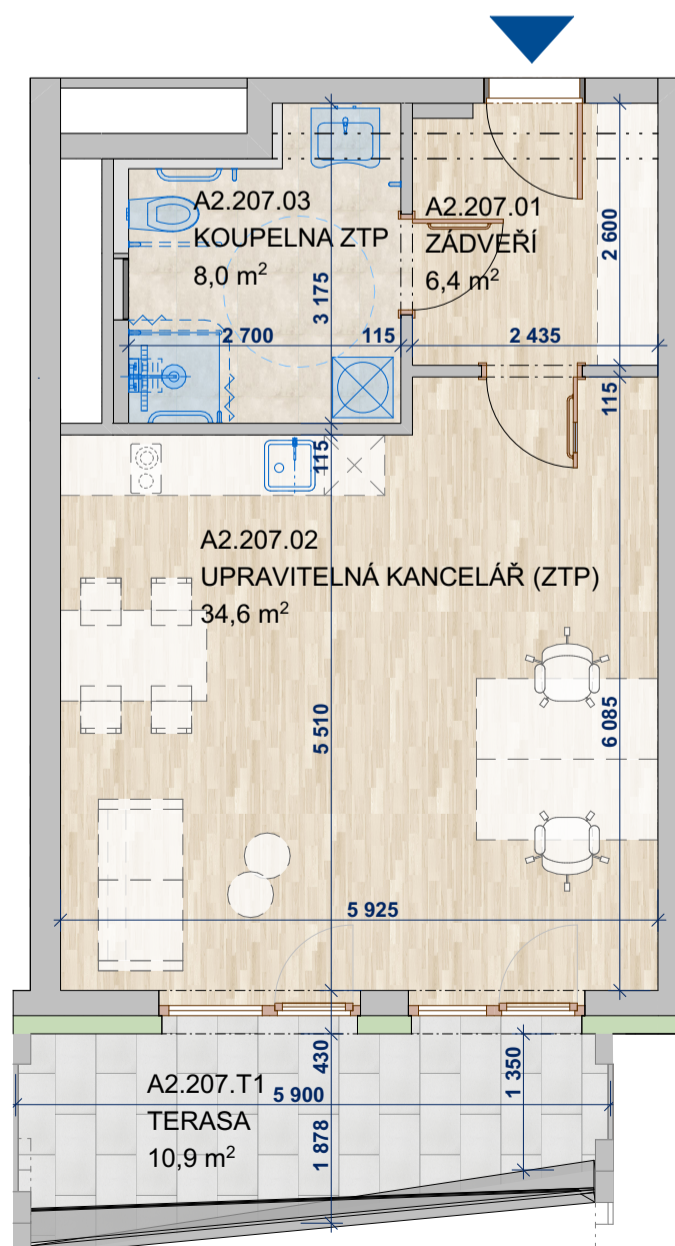 A2.207.03
KOUPELNA ZTP
8,0 m²
A2.207.01
ZÁDVEŘÍ
6,4 m²
2 600
3 175
2 700
115
2 435
115
115
A2.207.02
UPRAVITELNÁ KANCELÁŘ (ZTP)
34,6 m²
5 510
6 085
5 925
430
1 350
A2.207.T1
5 900
TERASA
1 878
10,9 m²